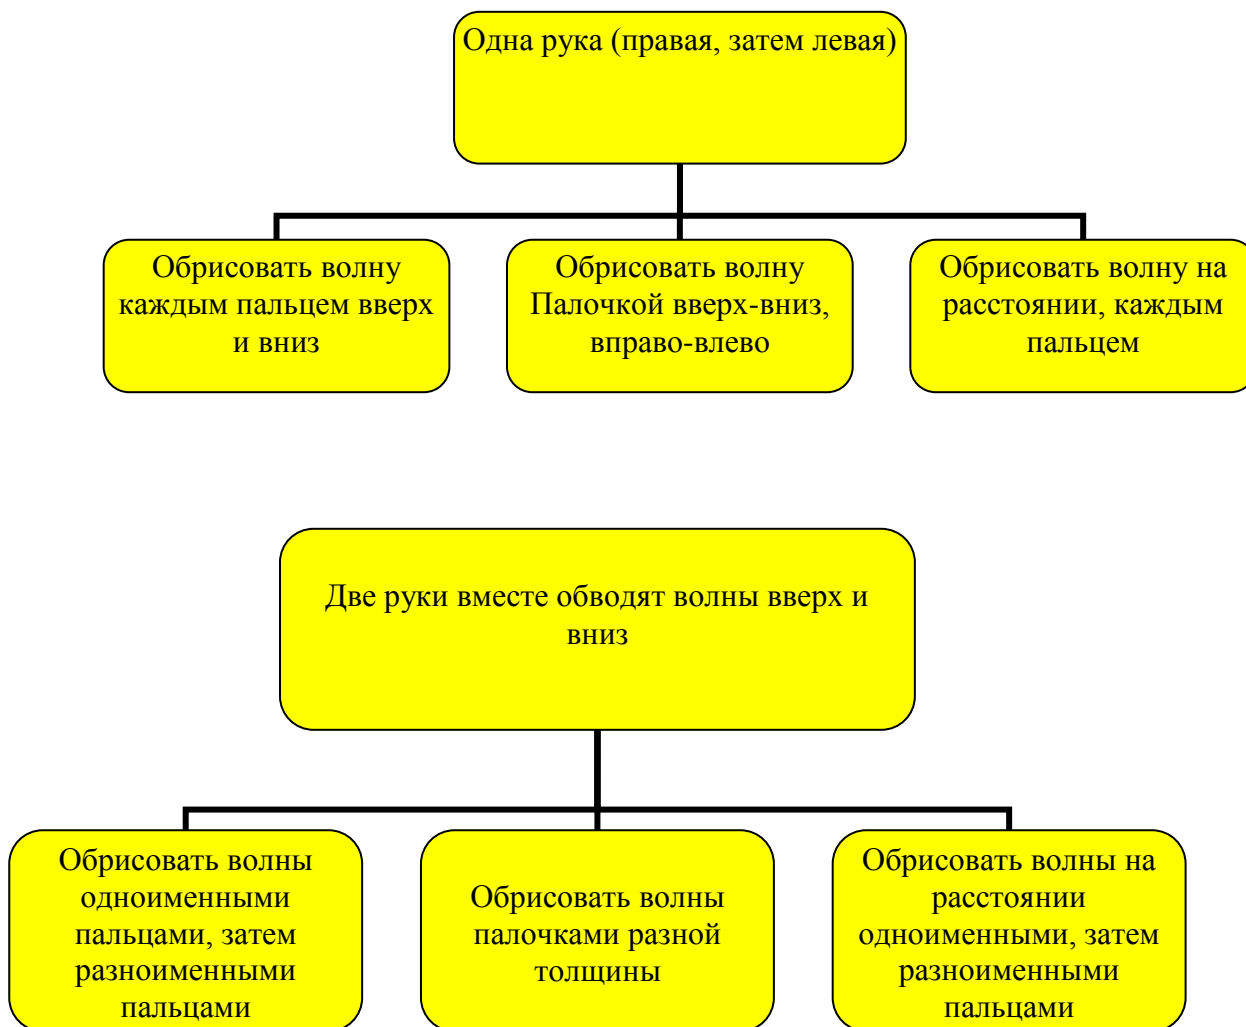 Одна рука (правая, затем левая)
Обрисовать волну
каждым пальцем вверх
и вниз
Обрисовать волну
Палочкой вверх-вниз,
вправо-влево
Обрисовать волну на
расстоянии, каждым
пальцем
Две руки вместе обводят волны вверх и
вниз
Обрисовать волны
одноименными
пальцами, затем
разноименными
пальцами
Обрисовать волны
палочками разной
толщины
Обрисовать волны на
расстоянии
одноименными, затем
разноименными
пальцами